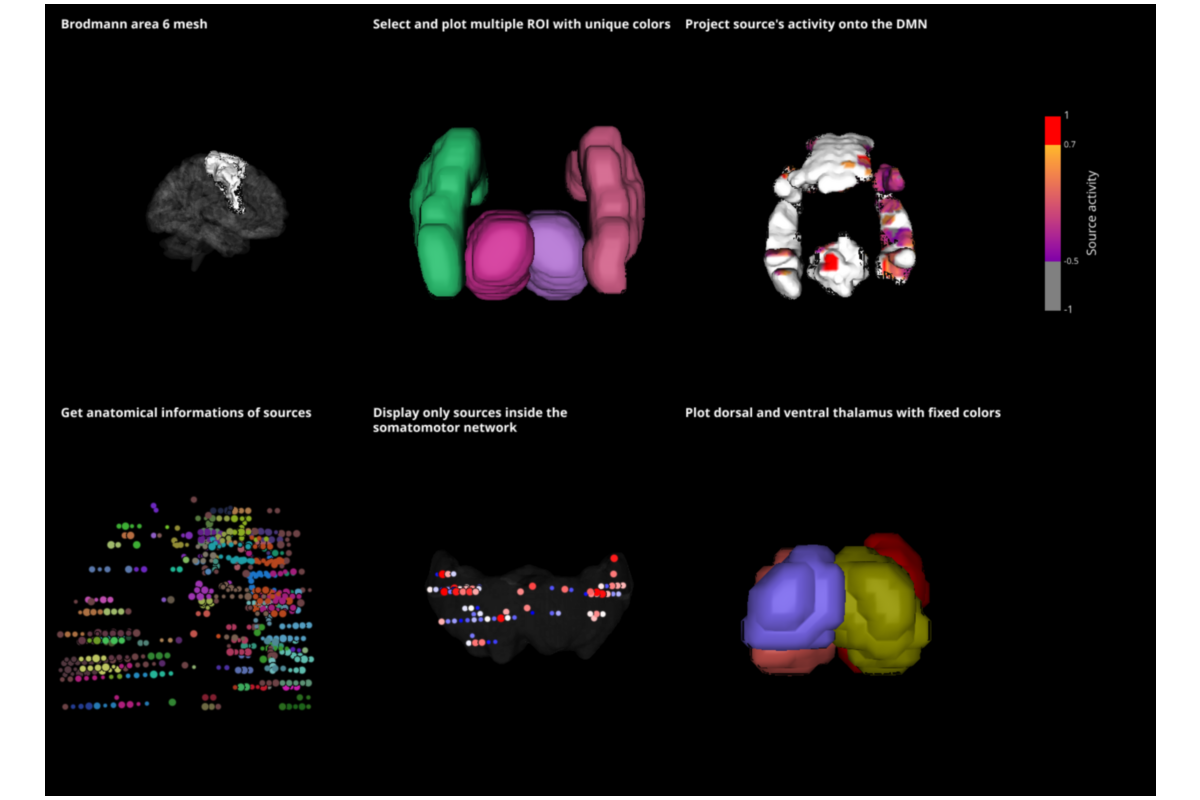 Brodmann area 6 mesh
Select and plot multiple ROI with unique colors
Project source's activity onto the DMN
1
0.7
Source activity
-0.5
-1
Get anatomical informations of sources
Display only sources inside the
somatomotor network
Plot dorsal and ventral thalamus with fixed colors